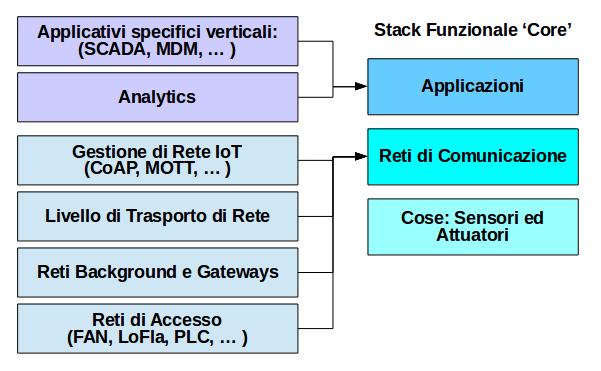 Applicativi specifici verticali:
(SCADA, MDM, … )
Analytics
Gestione di Rete IoT
(CoAP, MOTT, … )
Livello di Trasporto di Rete
Reti Background e Gateways
Reti di Accesso
(FAN, LoFIa, PLC, … )
Stack Funzionale ‘Core’
Applicazioni
Reti di Comunicazione
Cose: Sensori ed
Attuatori